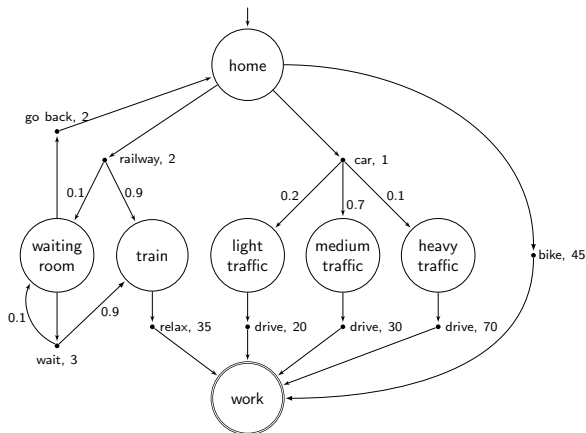 home
go back, 2
railway, 2
car, 1
0.1
0.9
0.2
0.7
0.1
waiting
room
train
light
traffic
medium
traffic
heavy
traffic
bike, 45
0.1
0.9
wait, 3
relax, 35
drive, 20
drive, 30
drive, 70
work